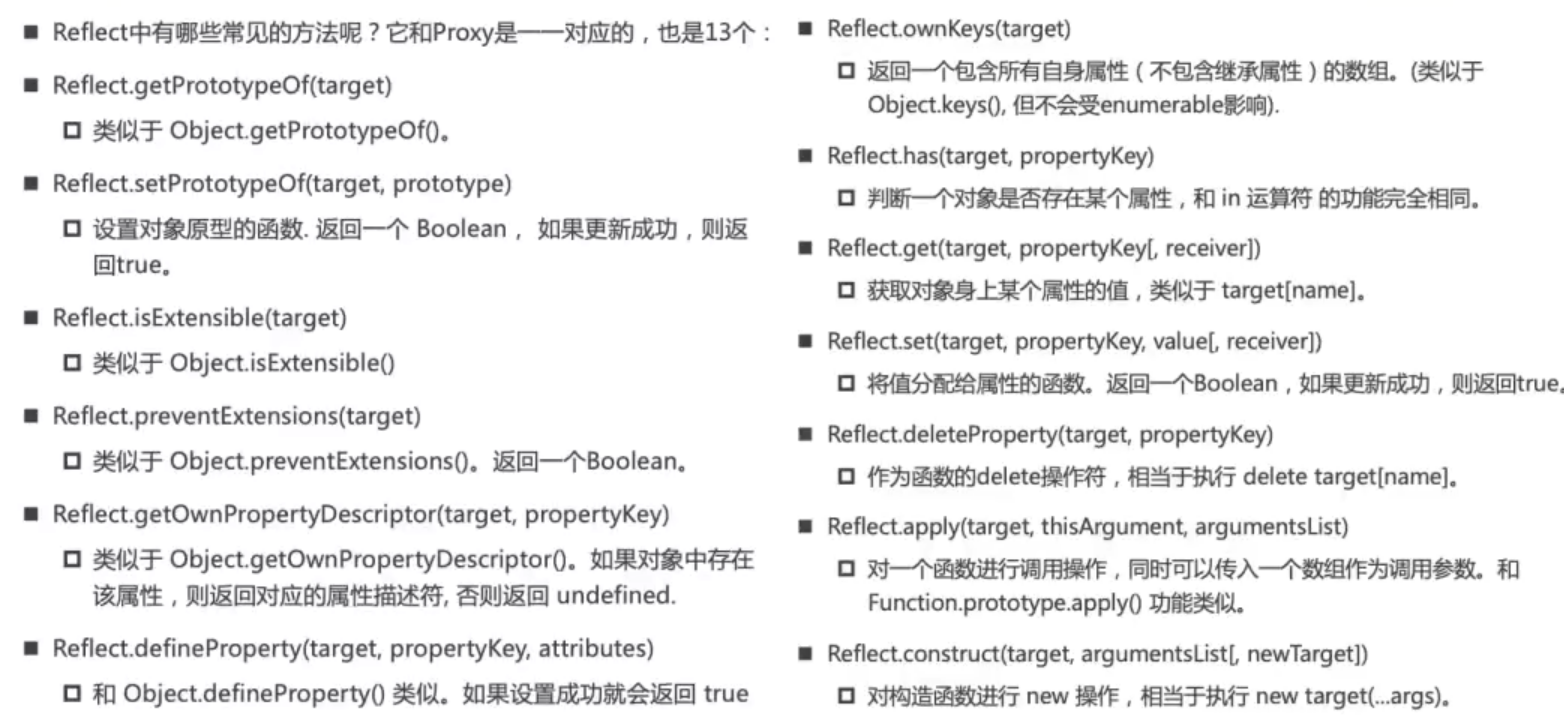 Reflect中有哪些常见的方法呢？它和Proxy是一一对应的，也是13个：
Reflect.getPrototypeOf(target)
类似于 Object.getPrototypeOf()。
Reflect.setPrototypeOf(target, prototype)
设置对象原型的函数. 返回一个 Boolean， 如果更新成功，则返
回true。
Reflect.isExtensible(target)
类似于 Object.isExtensible()
Reflect.preventExtensions(target)
类似于 Object.preventExtensions()。返回一个Boolean。
Reflect.getOwnPropertyDescriptor(target, propertyKey)
类似于 Object.getOwnPropertyDescriptor()。如果对象中存在
该属性，则返回对应的属性描述符, 否则返回 undefined.
Reflect.defineProperty(target, propertyKey, attributes)
和 Object.defineProperty() 类似。如果设置成功就会返回 true
Reflect.ownKeys(target)
返回一个包含所有自身属性（不包含继承属性）的数组。(类似于
Object.keys(), 但不会受enumerable影响).
Reflect.has(target, propertyKey)
判断一个对象是否存在某个属性，和 in 运算符 的功能完全相同。
Reflect.get(target, propertyKey[, receiver])
获取对象身上某个属性的值，类似于 target[name]。
Reflect.set(target, propertyKey, value[, receiver])
将值分配给属性的函数。返回一个Boolean，如果更新成功，则返回true。
Reflect.deleteProperty(target, propertyKey)
作为函数的delete操作符，相当于执行 delete target[name]。
Reflect.apply(target, thisArgument, argumentsList)
对一个函数进行调用操作，同时可以传入一个数组作为调用参数。和
Function.prototype.apply() 功能类似。
Reflect.construct(target, argumentsList[, newTarget])
对构造函数进行 new 操作，相当于执行 new target(...args)。